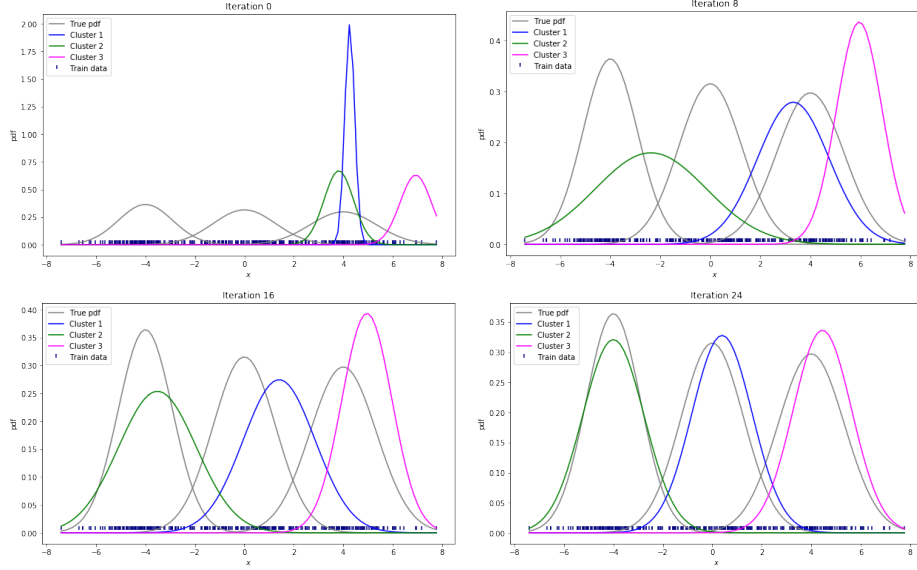 Iteration 0
2.00
1.75
1.50
1.25
1.00
0.75
0.50
0.25
0.00
pdf
True pdf
Cluster 1
Cluster 2
Cluster 3
Train data
−8 −6 −4 −2 0 2 4 6 8
x
Iteration 8
0.4
0.3
0.2
0.1
0.0
pdf
True pdf
Cluster 1
Cluster 2
Cluster 3
Train data
−8 −6 −4 −2 0 2 4 6 8
x
Iteration 16
0.40
0.35
0.30
0.25
0.20
0.15
0.10
0.05
0.00
pdf
True pdf
Cluster 1
Cluster 2
Cluster 3
Train data
−8 −6 −4 −2 0 2 4 6 8
x
Iteration 24
0.35
0.30
0.25
0.20
0.15
0.10
0.05
0.00
pdf
True pdf
Cluster 1
Cluster 2
Cluster 3
Train data
−8 −6 −4 −2 0 2 4 6 8
x